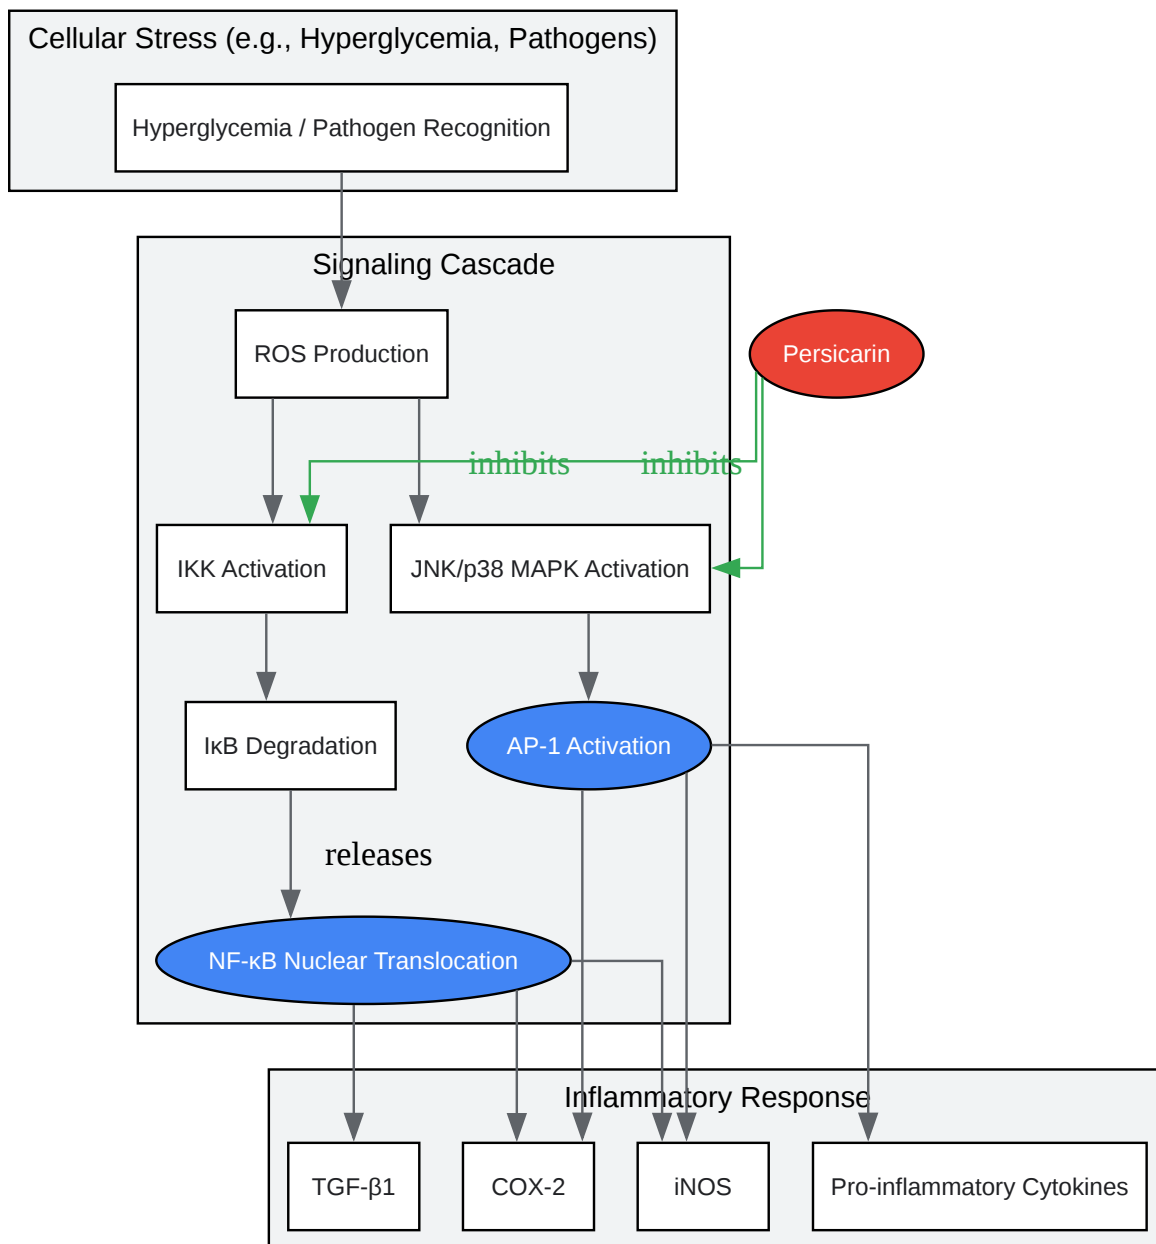 Cellular Stress (e.g., Hyperglycemia, Pathogens)
Hyperglycemia / Pathogen Recognition
Signaling Cascade
ROS Production
Persicarin
inhibits
inhibits
IKK Activation
JNK/p38 MAPK Activation
IκB Degradation
AP-1 Activation
releases
NF-κB Nuclear Translocation
Inflammatory Response
TGF-β1
COX-2
iNOS
Pro-inflammatory Cytokines